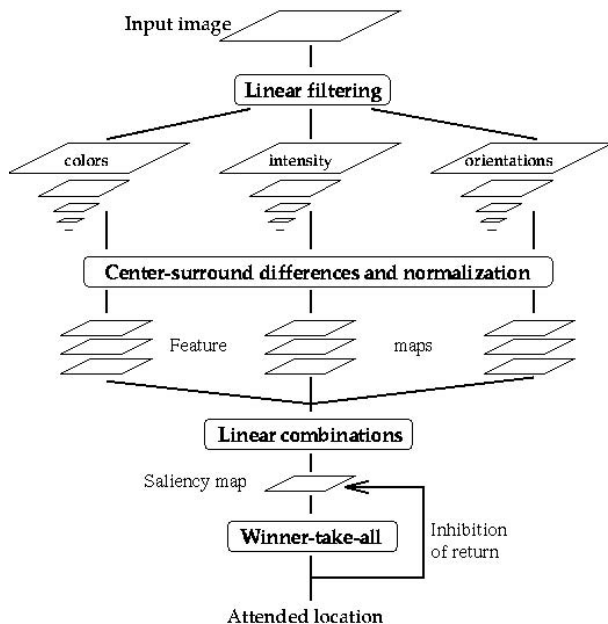 Input image
Linear filtering
colors
intensity
orientations
Center-surround differences and normalization
Feature maps
Linear combinations
Saliency map
Winner-take-all
Inhibition
of return
Attended location